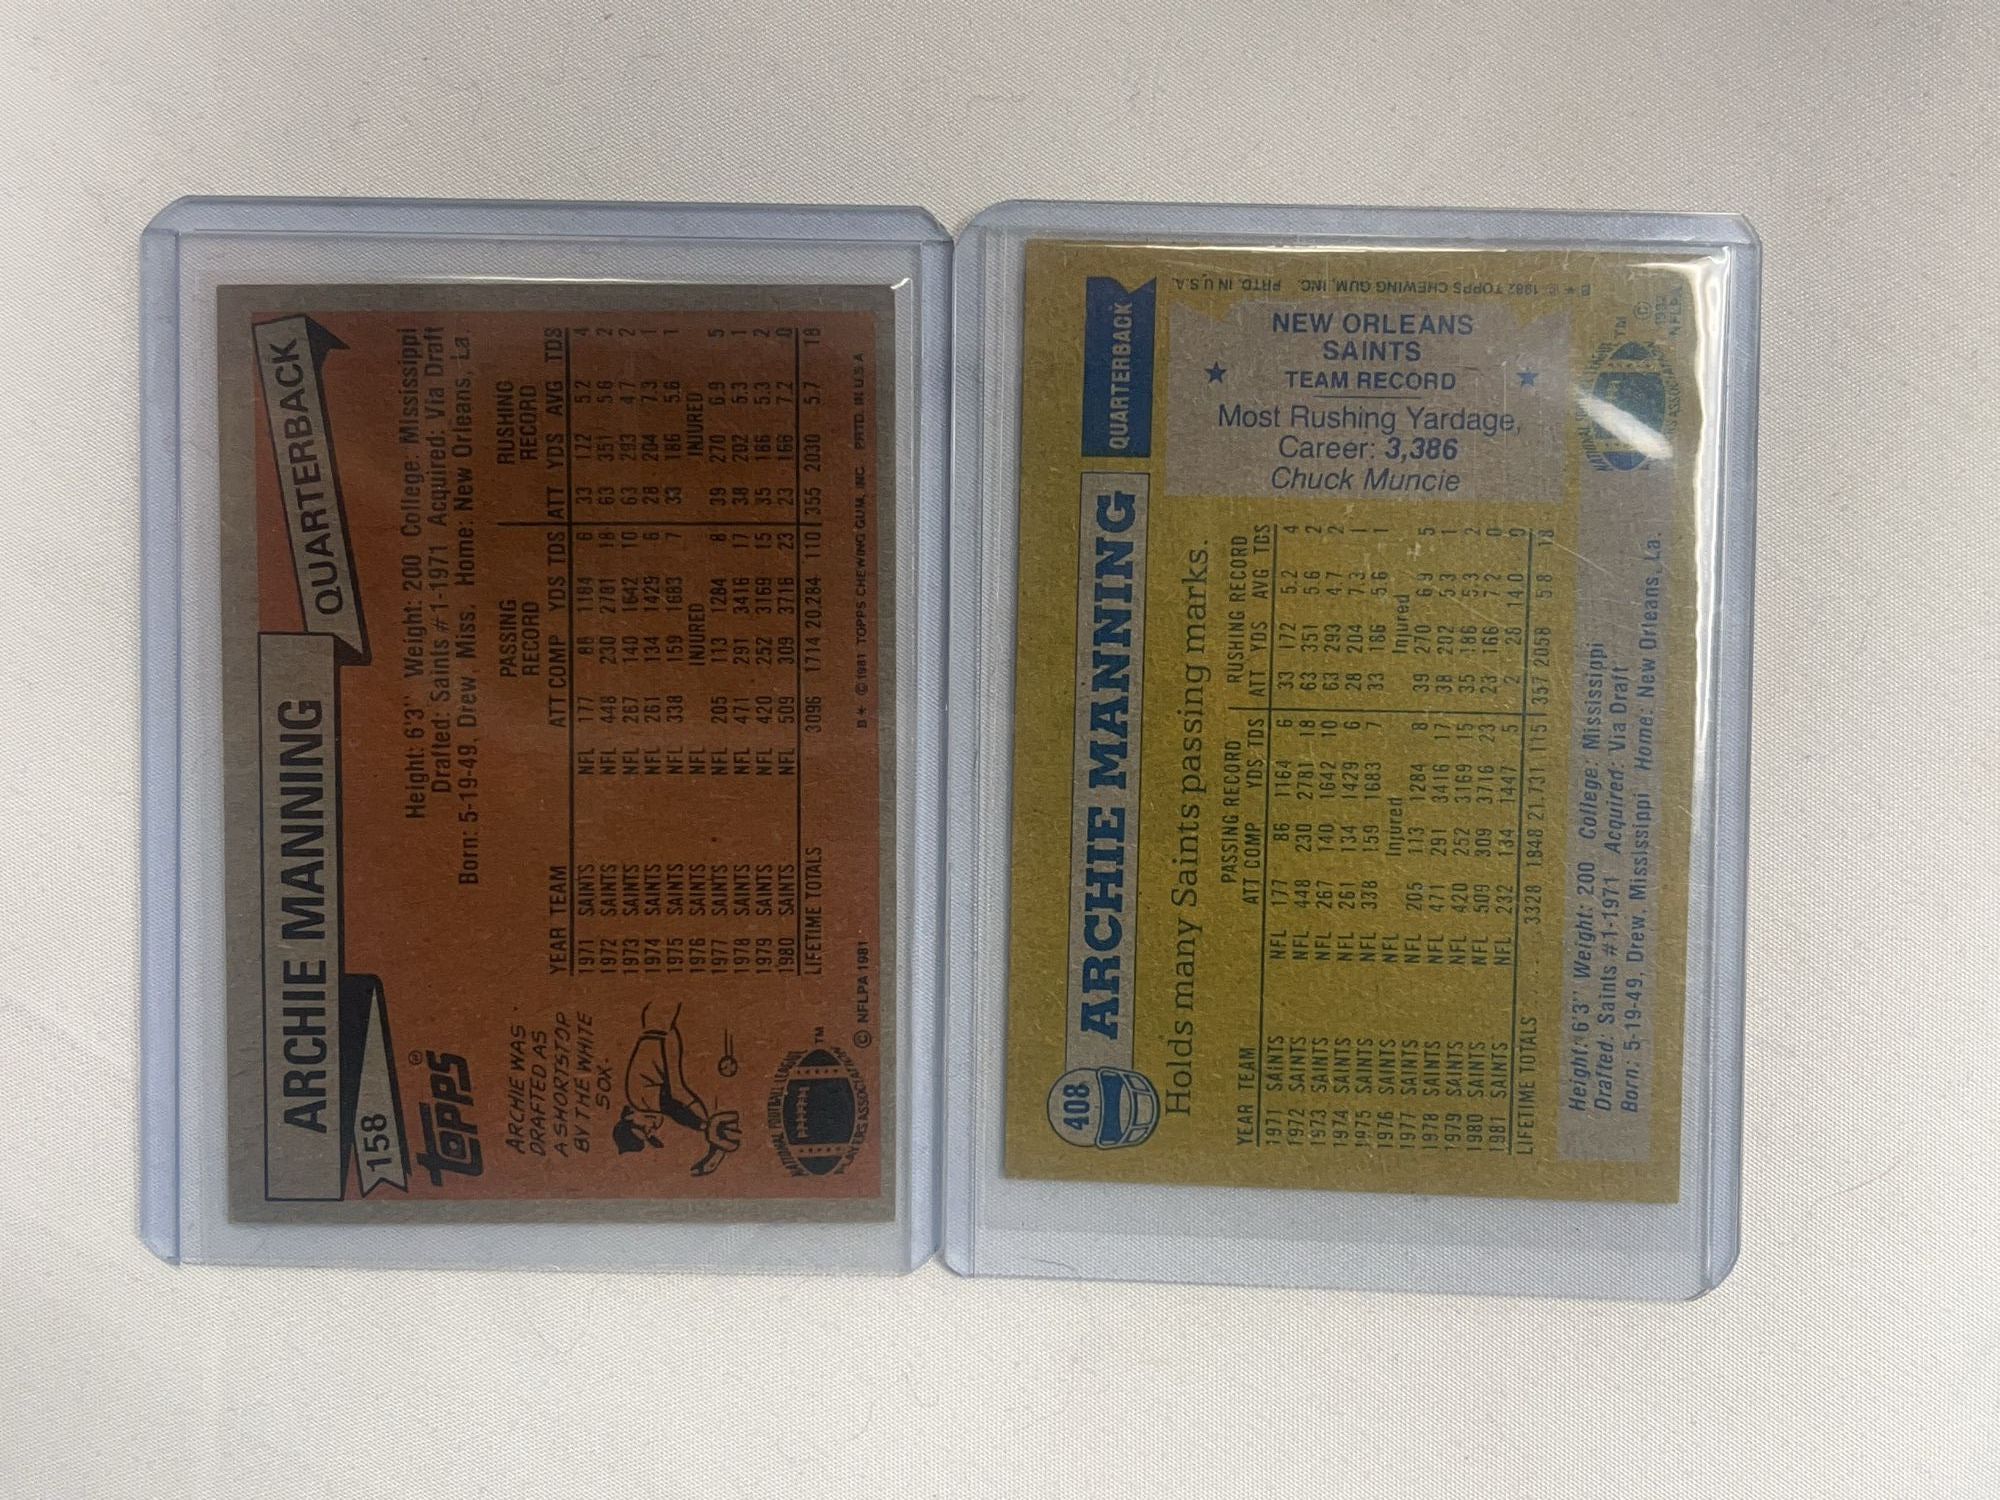 ARCHIE MANNING
QUARTERBACK
158
TOPPS®
Height: 6'3" Weight: 200 College: Mississippi
Drafted: Saints #1-1971 Acquired: Via Draft
Born: 5-19-49, Drew, Miss. Home: New Orleans, La.
ARCHIE WAS
DRAFTED AS
A SHORTSTOP
BY THE WHITE
SOX.
PASSING RUSHING
RECORD RECORD
YEAR TEAM ATT COMP YDS TDS ATT YDS AVG TDS
1971 SAINTS NFL 177 86 1164 6 33 172 5.2 4
1972 SAINTS NFL 448 230 2781 18 63 351 5.6 2
1973 SAINTS NFL 267 140 1642 10 63 293 4.7 2
1974 SAINTS NFL 261 134 1429 6 28 204 7.3 1
1975 SAINTS NFL 338 159 1683 7 33 186 5.6 1
1976 SAINTS NFL INJURED INJURED
1977 SAINTS NFL 205 113 1284 8 39 270 6.9 5
1978 SAINTS NFL 471 291 3416 17 38 202 5.3 1
1979 SAINTS NFL 420 252 3169 15 35 186 5.3 2
1980 SAINTS NFL 509 309 3716 23 23 166 7.2 0
LIFETIME TOTALS 3096 1714 20,284 110 355 2030 5.7 18
NATIONAL FOOTBALL LEAGUE
PLAYERS ASSOCIATION
TM
© NFLPA 1981 B* © 1981 TOPPS CHEWING GUM, INC. PRTD. IN U.S.A.
408
ARCHIE MANNING
QUARTERBACK
Holds many Saints passing marks.
PASSING RECORD RUSHING RECORD
YEAR TEAM ATT COMP YDS TDS ATT YDS AVG TDS
1971 SAINTS NFL 177 86 1164 6 33 172 5.2 4
1972 SAINTS NFL 448 230 2781 18 63 351 5.6 2
1973 SAINTS NFL 267 140 1642 10 63 293 4.7 2
1974 SAINTS NFL 261 134 1429 6 28 204 7.3 1
1975 SAINTS NFL 338 159 1683 7 33 186 5.6 1
1976 SAINTS NFL Injured Injured
1977 SAINTS NFL 205 113 1284 8 39 270 6.9 5
1978 SAINTS NFL 471 291 3416 17 38 202 5.3 1
1979 SAINTS NFL 420 252 3169 15 35 186 5.3 2
1980 SAINTS NFL 509 309 3716 23 23 166 7.2 0
1981 SAINTS NFL 232 134 1447 5 2 28 14.0 0
LIFETIME TOTALS 3328 1848 21,731 115 357 2058 5.8 18
Height: 6'3" Weight: 200 College: Mississippi
Drafted: Saints #1-1971 Acquired: Via Draft
Born: 5-19-49, Drew, Mississippi Home: New Orleans, La.
NEW ORLEANS
SAINTS
TEAM RECORD
Most Rushing Yardage,
Career: 3,386
Chuck Muncie
B* © 1982 TOPPS CHEWING GUM, INC. PRTD. IN U.S.A.
TM
©
1982
NFLPA